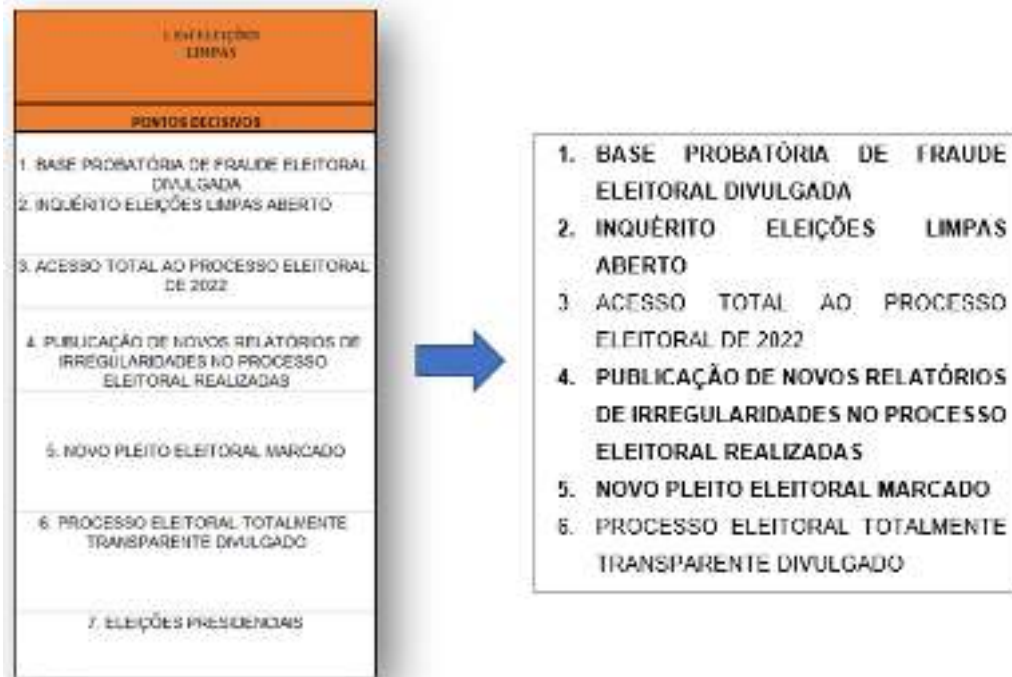 LIMPAS
PONTOS DECISIVOS
1. BASE PROBATÓRIA DE FRAUDE ELEITORAL
DIVULGADA
2. INQUÉRITO ELEIÇÕES LIMPAS ABERTO
3. ACESSO TOTAL AO PROCESSO ELEITORAL
DE 2022
4. PUBLICAÇÃO DE NOVOS RELATÓRIOS DE
IRREGULARIDADES NO PROCESSO
ELEITORAL REALIZADAS
5. NOVO PLEITO ELEITORAL MARCADO
6. PROCESSO ELEITORAL TOTALMENTE
TRANSPARENTE DIVULGADO
7. ELEIÇÕES PRESIDENCIAIS
1. BASE PROBATÓRIA DE FRAUDE
ELEITORAL DIVULGADA
2. INQUÉRITO ELEIÇÕES LIMPAS
ABERTO
3 ACESSO TOTAL AO PROCESSO
ELEITORAL DE 2022
4. PUBLICAÇÃO DE NOVOS RELATÓRIOS
DE IRREGULARIDADES NO PROCESSO
ELEITORAL REALIZADAS
5. NOVO PLEITO ELEITORAL MARCADO
6. PROCESSO ELEITORAL TOTALMENTE
TRANSPARENTE DIVULGADO